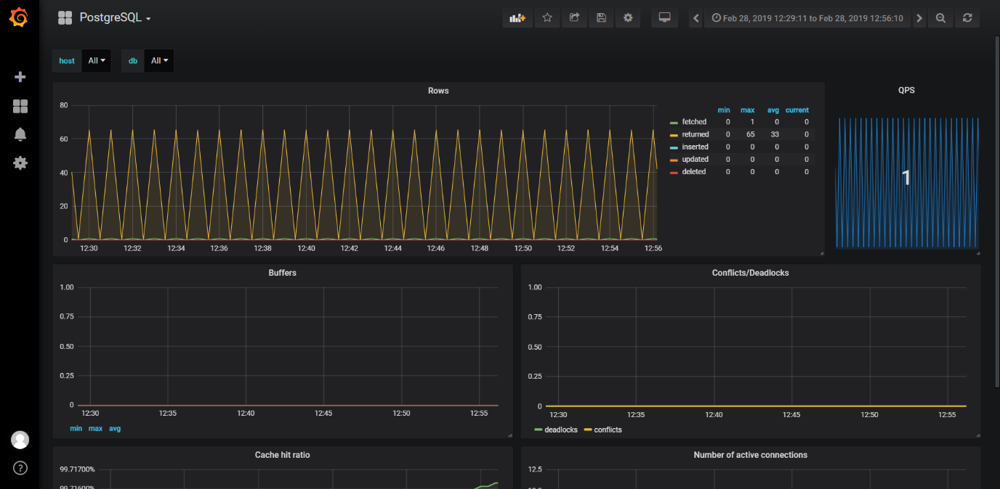 PostgreSQL
Feb 28, 2019 12:29:11 to Feb 28, 2019 12:56:10
host All db All
Rows
80
60
40
20
0
12:30 12:32 12:34 12:36 12:38 12:40 12:42 12:44 12:46 12:48 12:50 12:52 12:54 12:56
min max avg current
fetched 0 1 0 0
returned 0 65 33 0
inserted 0 0 0 0
updated 0 0 0 0
deleted 0 0 0 0
QPS
1
Buffers
1.00
0.75
0.50
0.25
0
12:30 12:35 12:40 12:45 12:50 12:55
min max avg
Conflicts/Deadlocks
1.00
0.75
0.50
0.25
0
12:30 12:35 12:40 12:45 12:50 12:55
deadlocks conflicts
Cache hit ratio
99.71700%
99.71600%
Number of active connections
12.5
?